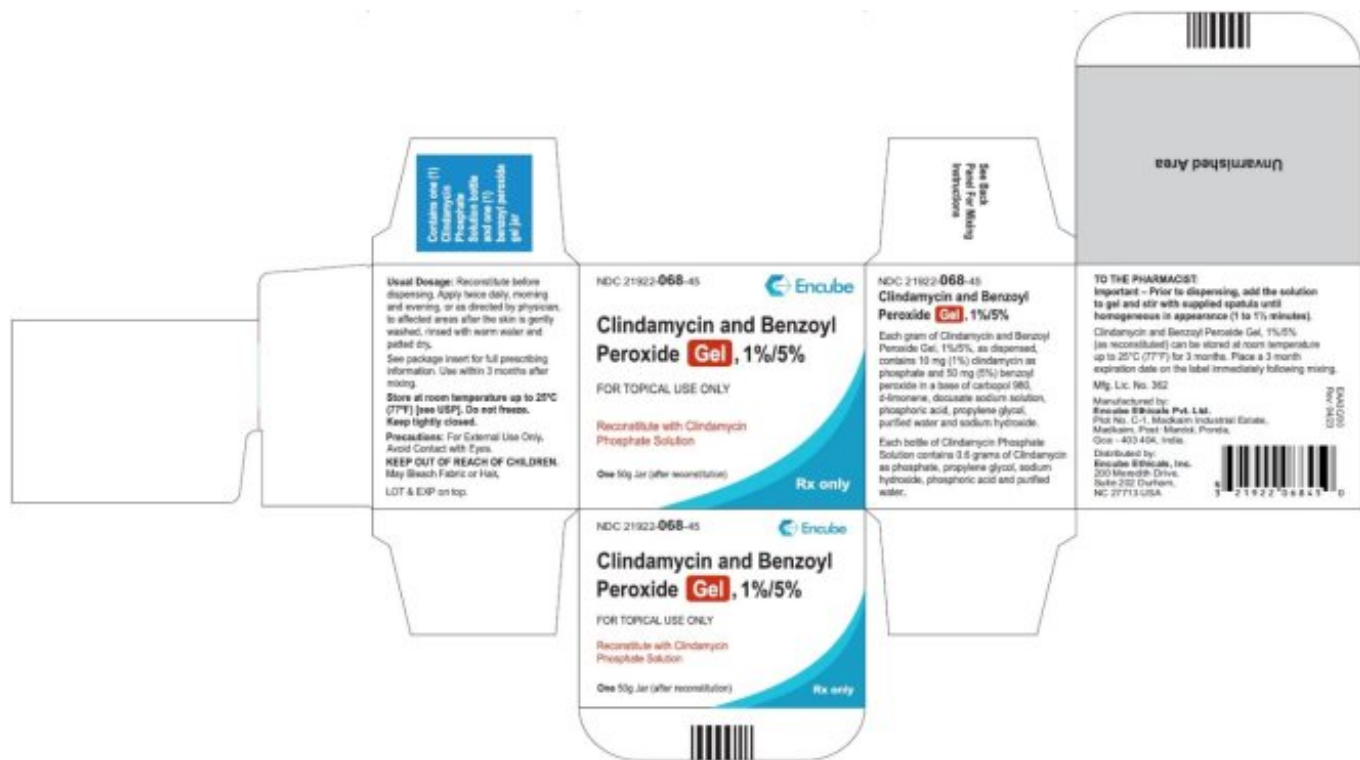 Contains one (1)
Clindamycin
Phosphate
Solution bottle
and one (1)
benzoyl peroxide
gel jar
See Back
Panel For Mixing
Instructions
Unvarnished Area
Usual Dosage: Reconstitute before
dispensing. Apply twice daily, morning
and evening, or as directed by physician,
to affected areas after the skin is gently
washed, rinsed with warm water and
patted dry.
See package insert for full prescribing
information. Use within 3 months after
mixing.
Store at room temperature up to 25°C
(77°F) [see USP]. Do not freeze.
Keep tightly closed.
Precautions: For External Use Only.
Avoid Contact with Eyes.
KEEP OUT OF REACH OF CHILDREN.
May Bleach Fabric or Hair.
LOT & EXP on top.
NDC 21922-068-45
Encube
Clindamycin and Benzoyl
Peroxide Gel, 1%/5%
FOR TOPICAL USE ONLY
Reconstitute with Clindamycin
Phosphate Solution
One 50g Jar (after reconstitution)
Rx only
NDC 21922-068-45
Clindamycin and Benzoyl
Peroxide Gel, 1%/5%
Each gram of Clindamycin and Benzoyl
Peroxide Gel, 1%/5%, as dispensed,
contains 10 mg (1%) clindamycin as
phosphate and 50 mg (5%) benzoyl
peroxide in a base of carbopol 980,
d-limonene, docusate sodium solution,
phosphoric acid, propylene glycol,
purified water and sodium hydroxide.
Each bottle of Clindamycin Phosphate
Solution contains 0.6 grams of Clindamycin
as phosphate, propylene glycol, sodium
hydroxide, phosphoric acid and purified
water.
TO THE PHARMACIST:
Important – Prior to dispensing, add the solution
to gel and stir with supplied spatula until
homogeneous in appearance (1 to 1½ minutes).
Clindamycin and Benzoyl Peroxide Gel, 1%/5%
(as reconstituted) can be stored at room temperature
up to 25°C (77°F) for 3 months. Place a 3 month
expiration date on the label immediately following mixing.
Mfg. Lic. No. 362
Manufactured by:
Encube Ethicals Pvt. Ltd.
Plot No. C-1, Madkaim Industrial Estate,
Madkaim, Post: Mardol, Ponda,
Goa - 403 404, India.
Distributed by:
Encube Ethicals, Inc.
200 Meredith Drive,
Suite 202 Durham,
NC 27713 USA
Rev. 04/23
3 21922 06845 0
NDC 21922-068-45
Encube
Clindamycin and Benzoyl
Peroxide Gel, 1%/5%
FOR TOPICAL USE ONLY
Reconstitute with Clindamycin
Phosphate Solution
One 50g Jar (after reconstitution)
Rx only